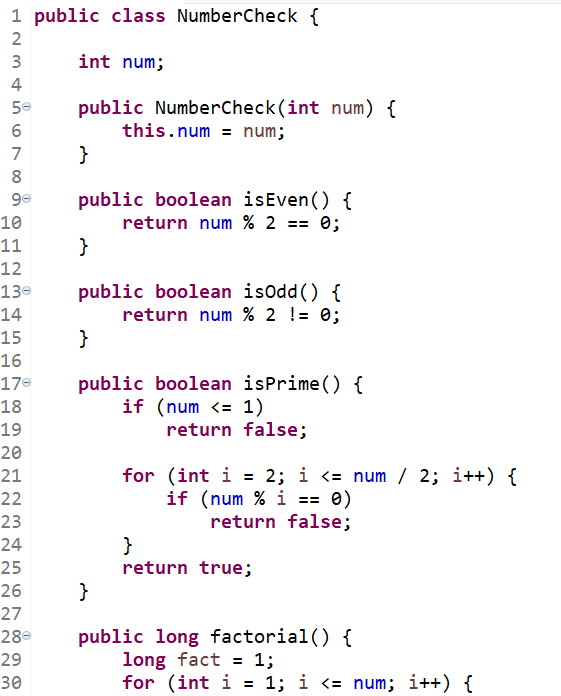 1 public class NumberCheck {
2
3     int num;
4
5     public NumberCheck(int num) {
6         this.num = num;
7     }
8
9     public boolean isEven() {
10         return num % 2 == 0;
11     }
12
13     public boolean isOdd() {
14         return num % 2 != 0;
15     }
16
17     public boolean isPrime() {
18         if (num <= 1)
19             return false;
20
21         for (int i = 2; i <= num / 2; i++) {
22             if (num % i == 0)
23                 return false;
24         }
25         return true;
26     }
27
28     public long factorial() {
29         long fact = 1;
30         for (int i = 1; i <= num; i++) {